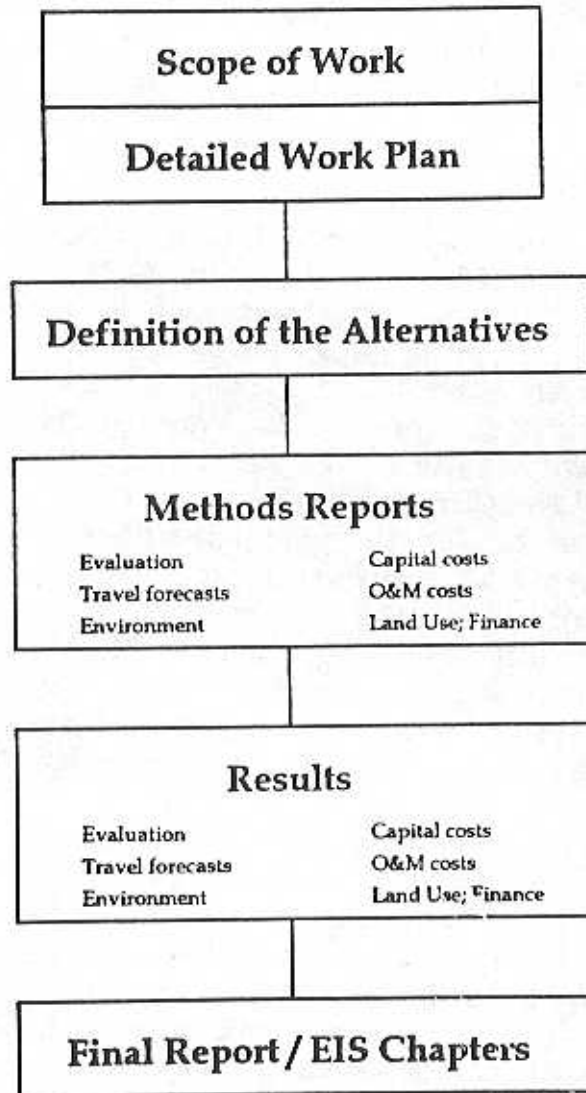 Scope of Work
Detailed Work Plan
Definition of the Alternatives
Methods Reports
Evaluation Capital costs
Travel forecasts O&M costs
Environment Land Use; Finance
Results
Evaluation Capital costs
Travel forecasts O&M costs
Environment Land Use; Finance
Final Report / EIS Chapters